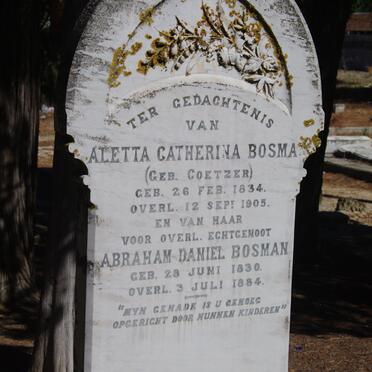 TER GEDACHTENIS
VAN
ALETTA CATHERINA BOSMA
(GEB. COETZER)
GEB. 26 FEB. 1834.
OVERL. 12 SEPT 1905.
EN VAN HAAR
VOOR OVERL. ECHTGENOOT
ABRAHAM DANIEL BOSMAN
GEB. 28 JUNI 1830.
OVERL. 3 JULI 1884.
"MYN GENADE IS U GENOEG"
OPGERICHT DOOR HUNNEN KINDEREN"